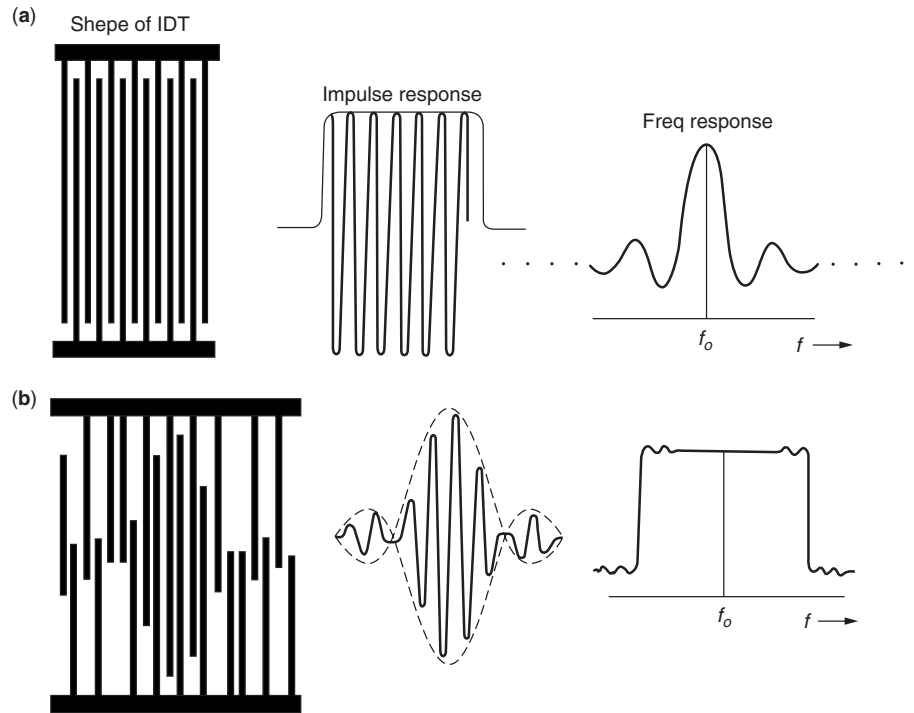 (a)
Shepe of IDT
Impulse response
Freq response
fo
f
(b)
fo
f